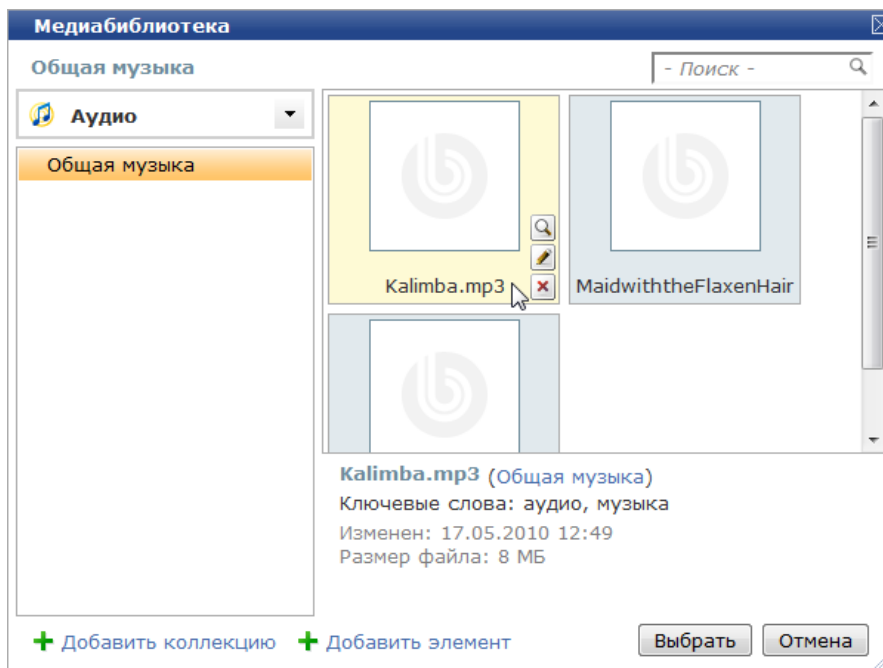 Медиабиблиотека
Общая музыка
- Поиск -
Аудио
Общая музыка
Kalimba.mp3
MaidwiththeFlaxenHair
Kalimba.mp3 (Общая музыка)
Ключевые слова: аудио, музыка
Изменен: 17.05.2010 12:49
Размер файла: 8 МБ
Добавить коллекцию
Добавить элемент
Выбрать
Отмена